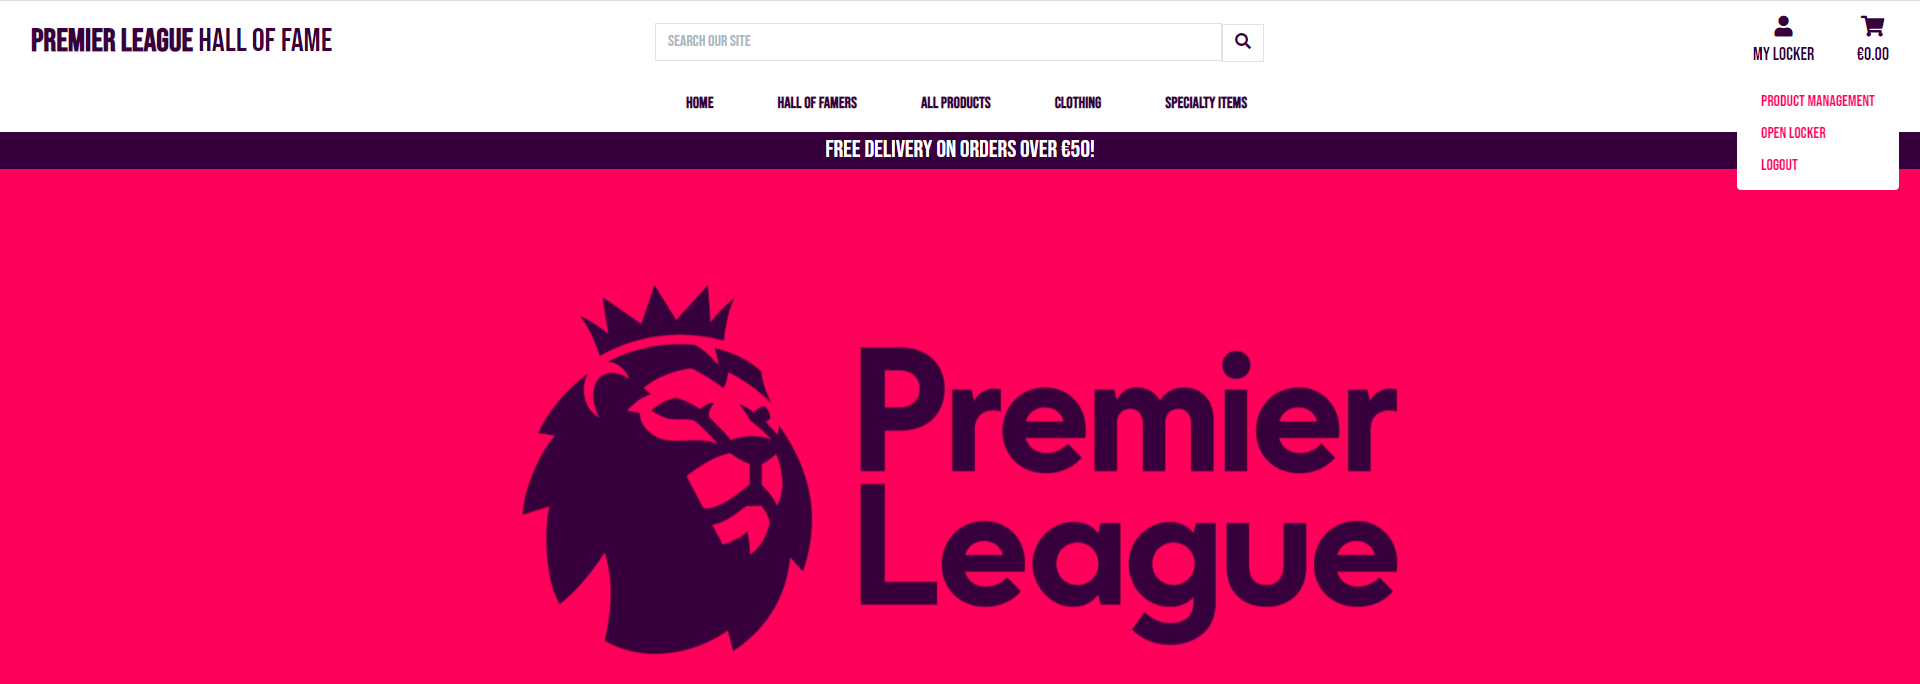 PREMIER LEAGUE HALL OF FAME
SEARCH OUR SITE
MY LOCKER
€0.00
HOME
HALL OF FAMERS
ALL PRODUCTS
CLOTHING
SPECIALTY ITEMS
PRODUCT MANAGEMENT
OPEN LOCKER
LOGOUT
FREE DELIVERY ON ORDERS OVER €50!
Premier
League